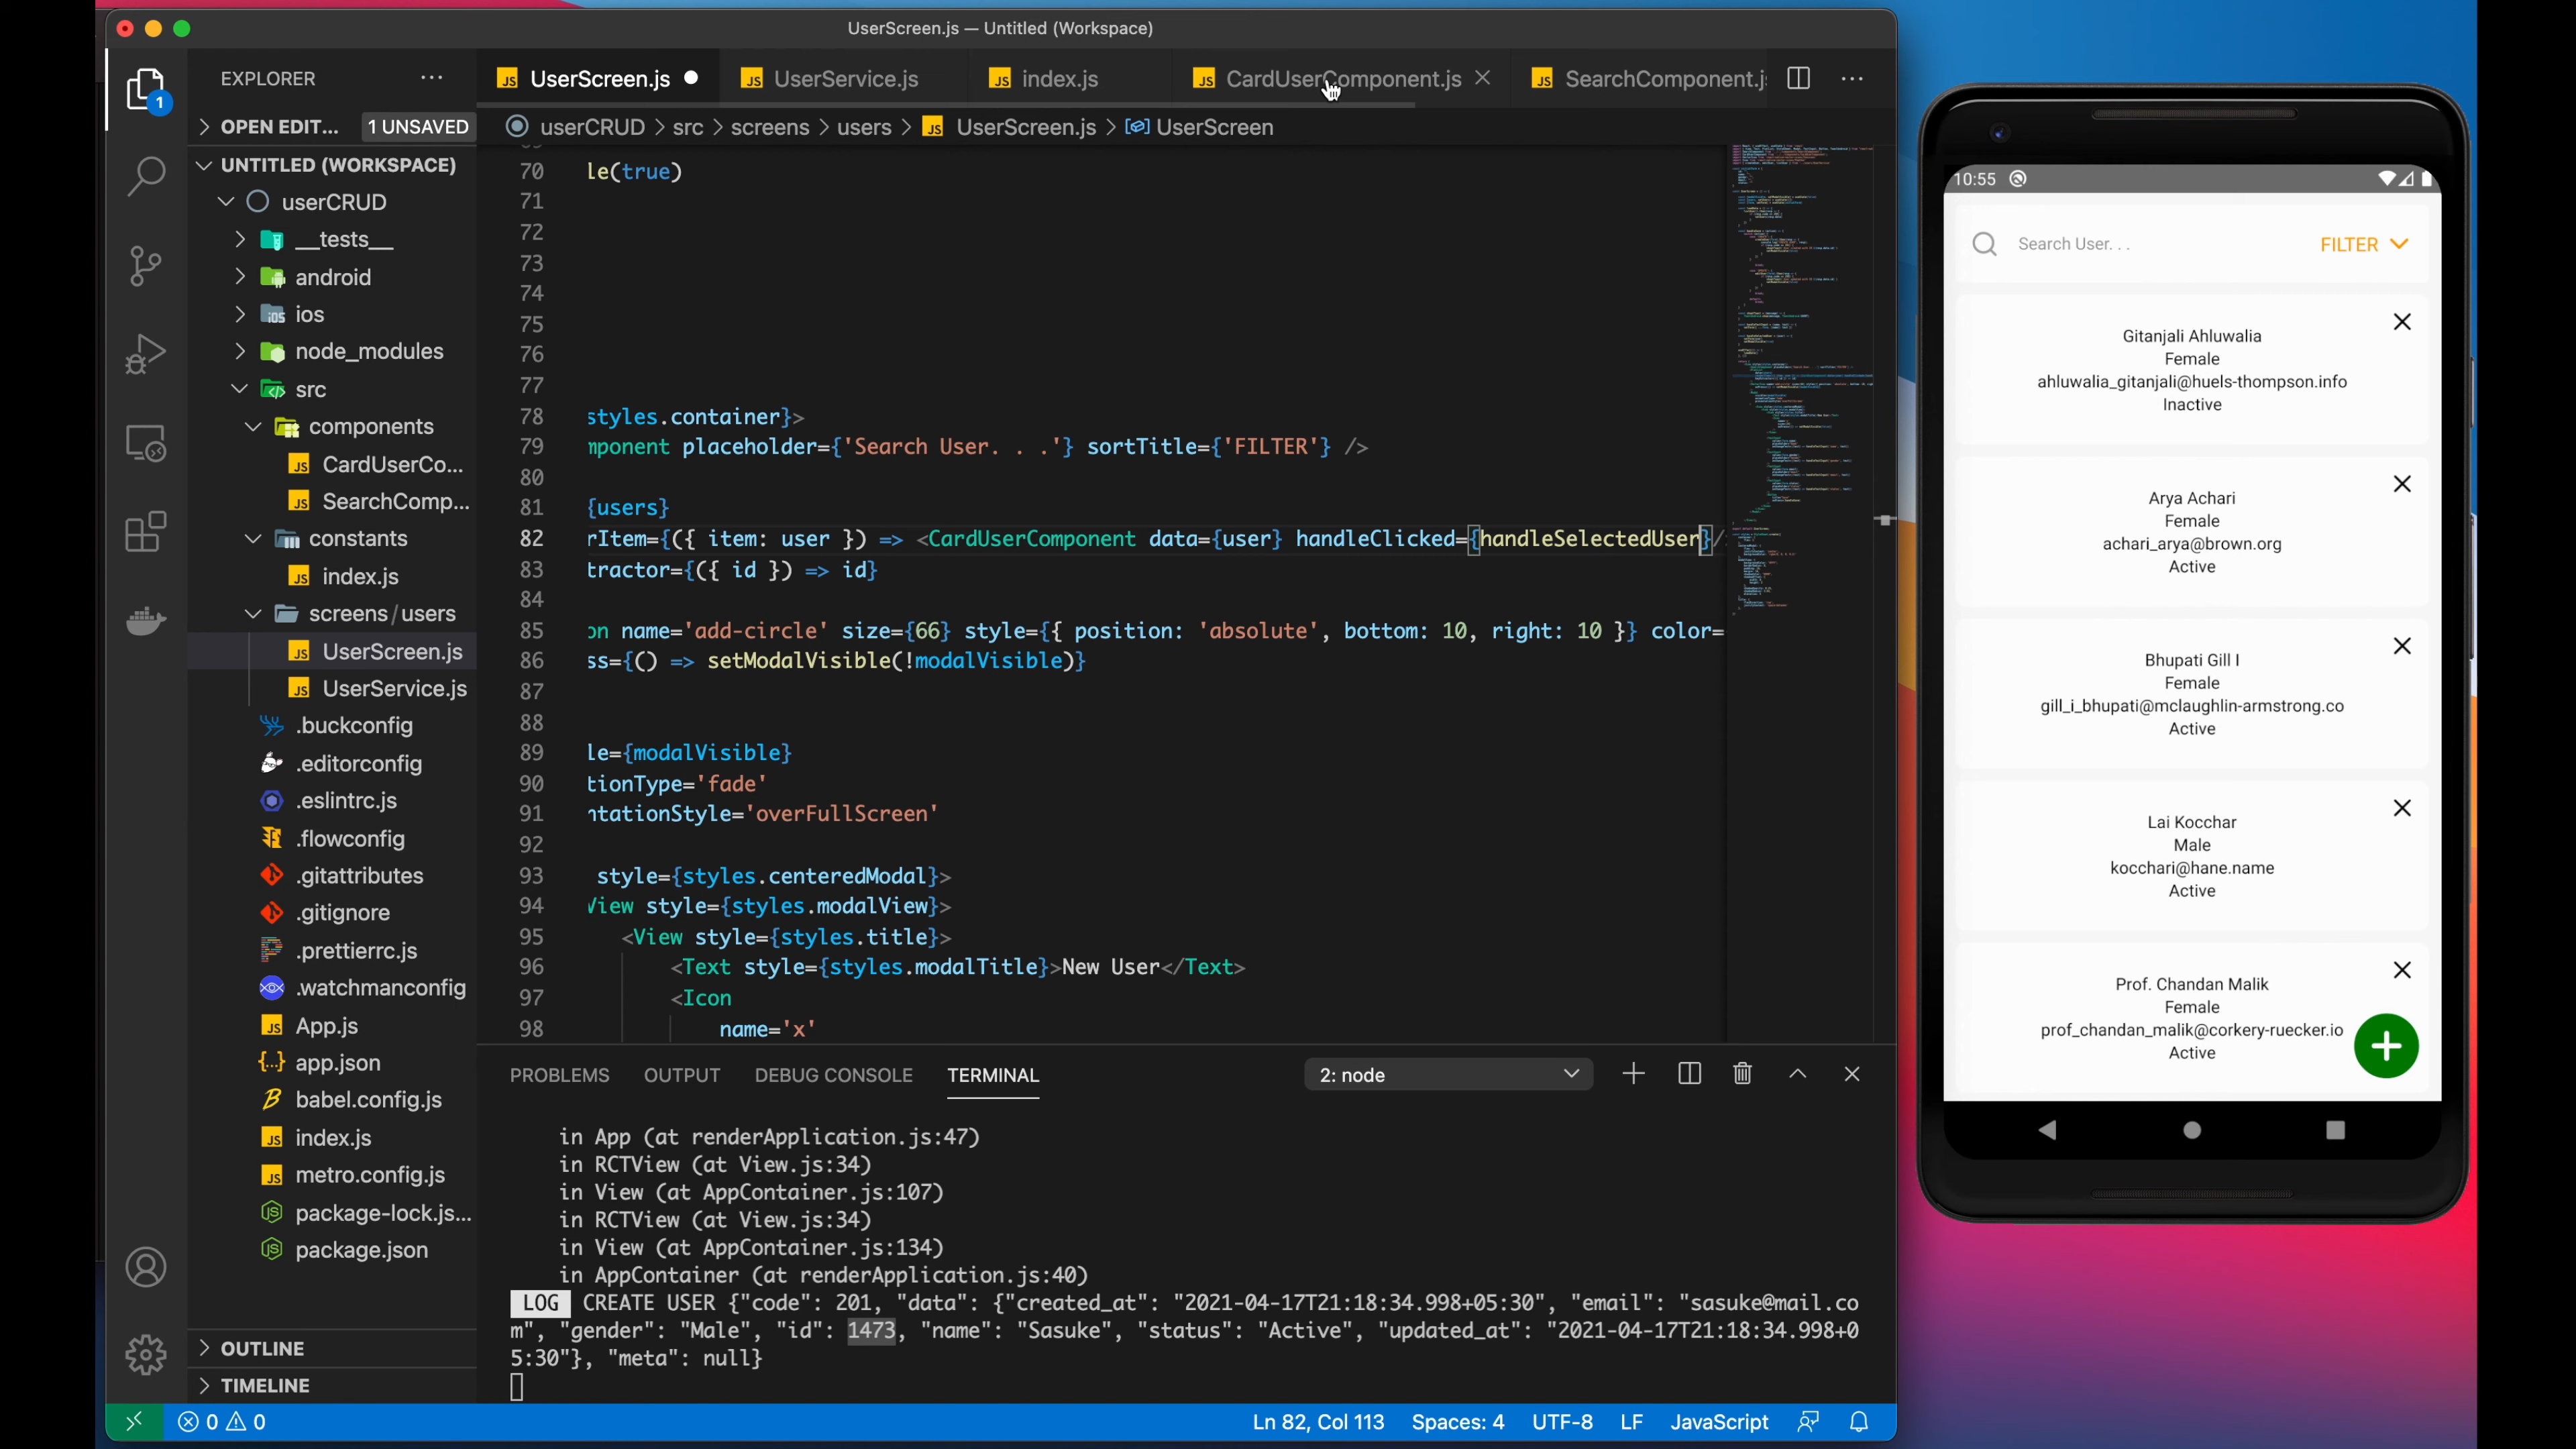 UserScreen.js — Untitled (Workspace)
EXPLORER
UserScreen.js
UserService.js
index.js
CardUserComponent.js
SearchComponent.js
OPEN EDIT... 1 UNSAVED
userCRUD > src > screens > users > UserScreen.js > UserScreen
UNTITLED (WORKSPACE)
userCRUD
__tests__
android
ios
node_modules
src
components
CardUserCo...
SearchComp...
constants
index.js
screens/users
UserScreen.js
UserService.js
.buckconfig
.editorconfig
.eslintrc.js
.flowconfig
.gitattributes
.gitignore
.prettierrc.js
.watchmanconfig
App.js
app.json
babel.config.js
index.js
metro.config.js
package-lock.js...
package.json
OUTLINE
TIMELINE
1
70 le(true)
71
72
73
74
75
76
77
78 styles.container}>
79 mponent placeholder={'Search User. . .'} sortTitle={'FILTER'} />
80
81 {users}
82 rItem={({ item: user }) => <CardUserComponent data={user} handleClicked={handleSelectedUser}/
83 tractor={({ id }) => id}
84
85 on name='add-circle' size={66} style={{ position: 'absolute', bottom: 10, right: 10 }} color=
86 ss={() => setModalVisible(!modalVisible)}
87
88
89 le={modalVisible}
90 tionType='fade'
91 ntationStyle='overFullScreen'
92
93 style={styles.centeredModal}>
94 View style={styles.modalView}>
95 <View style={styles.title}>
96 <Text style={styles.modalTitle}>New User</Text>
97 <Icon
98 name='x'
PROBLEMS OUTPUT DEBUG CONSOLE TERMINAL 2: node
in App (at renderApplication.js:47)
in RCTView (at View.js:34)
in View (at AppContainer.js:107)
in RCTView (at View.js:34)
in View (at AppContainer.js:134)
in AppContainer (at renderApplication.js:40)
LOG CREATE USER {"code": 201, "data": {"created_at": "2021-04-17T21:18:34.998+05:30", "email": "sasuke@mail.co
m", "gender": "Male", "id": 1473, "name": "Sasuke", "status": "Active", "updated_at": "2021-04-17T21:18:34.998+0
5:30"}, "meta": null}
0 0
Ln 82, Col 113 Spaces: 4 UTF-8 LF JavaScript
10:55
Search User. . . FILTER
Gitanjali Ahluwalia
Female
ahluwalia_gitanjali@huels-thompson.info
Inactive
Arya Achari
Female
achari_arya@brown.org
Active
Bhupati Gill I
Female
gill_i_bhupati@mclaughlin-armstrong.co
Active
Lai Kocchar
Male
kocchari@hane.name
Active
Prof. Chandan Malik
Female
prof_chandan_malik@corkery-ruecker.io
Active